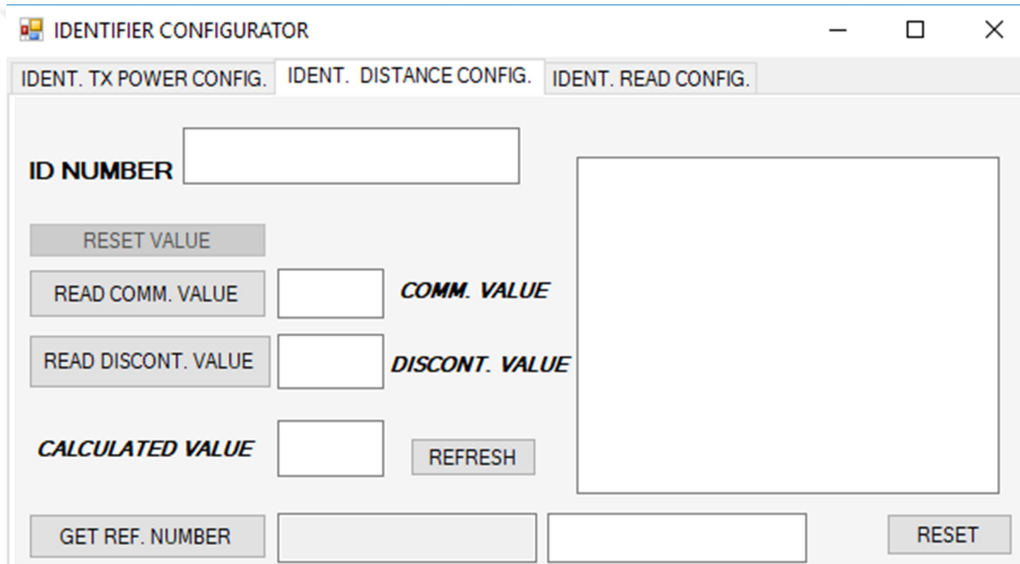 IDENTIFIER CONFIGURATOR
IDENT. TX POWER CONFIG. IDENT. DISTANCE CONFIG. IDENT. READ CONFIG.
ID NUMBER
RESET VALUE
READ COMM. VALUE COMM. VALUE
READ DISCONT. VALUE DISCONT. VALUE
CALCULATED VALUE REFRESH
GET REF. NUMBER RESET